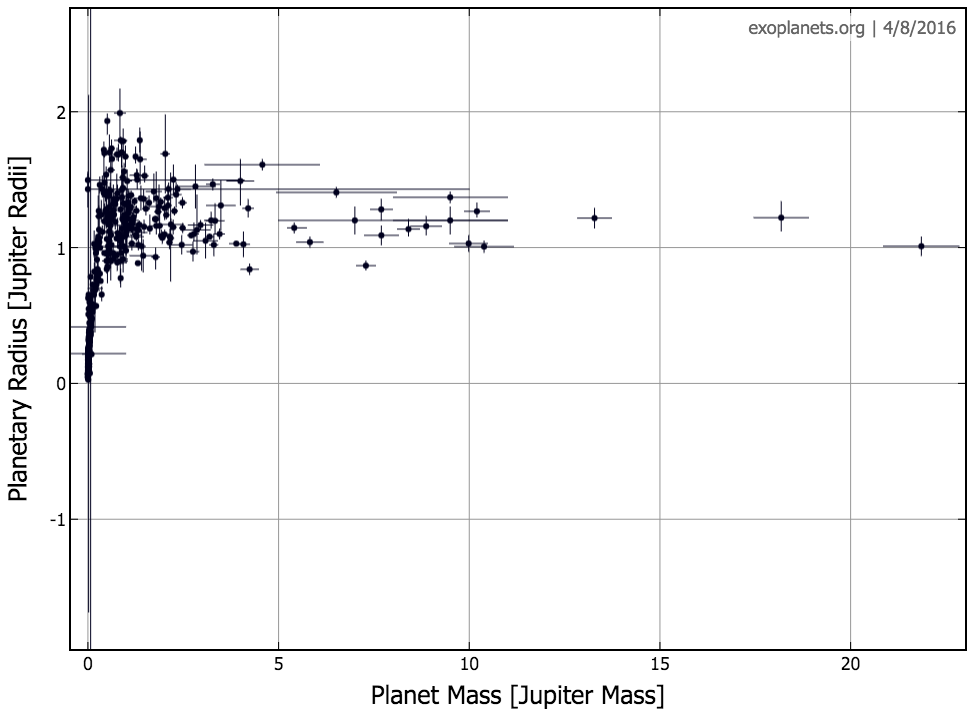 exoplanets.org | 4/8/2016
2
1
0
-1
Planetary Radius [Jupiter Radii]
0 5 10 15 20
Planet Mass [Jupiter Mass]